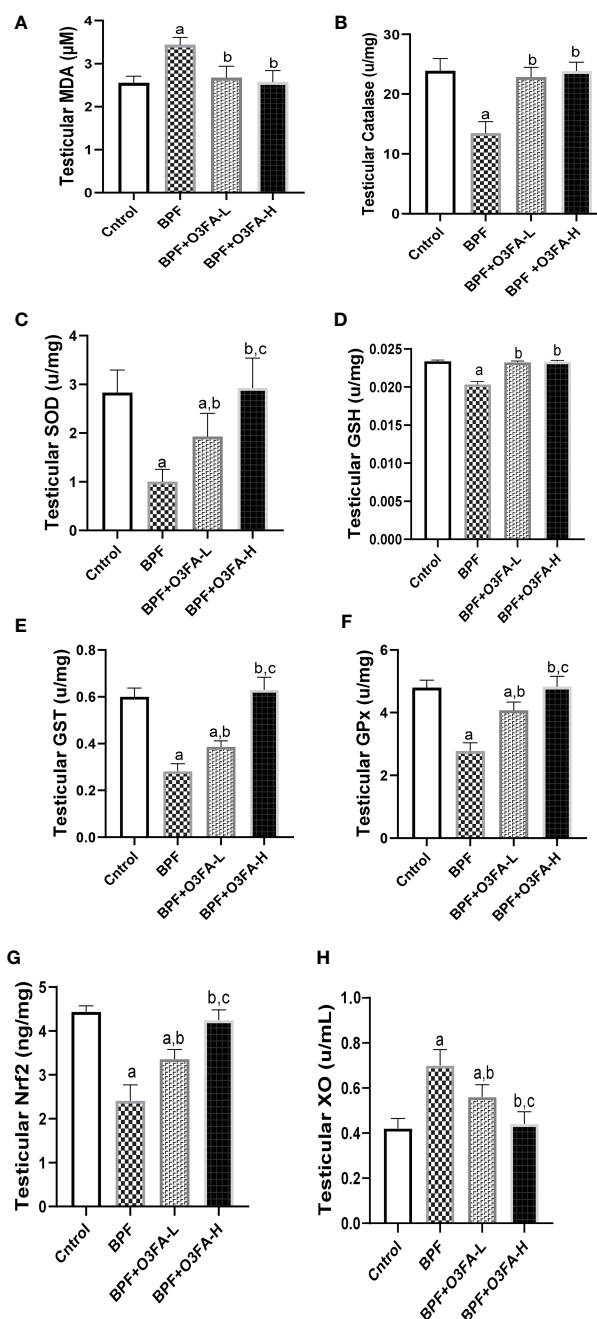 A
Testicular MDA (µM)
4
3
2
1
0
a
b
b
Cntrol
BPF
BPF+O3FA-L
BPF+O3FA-H
B
Testicular Catalase (u/mg)
30
20
10
0
a
b
b
Cntrol
BPF
BPF+O3FA-L
BPF +O3FA-H
C
Testicular SOD (u/mg)
4
3
2
1
0
a
a,b
b,c
Cntrol
BPF
BPF+O3FA-L
BPF+O3FA-H
D
Testicular GSH (u/mg)
0.025
0.020
0.015
0.010
0.005
0.000
a
b
b
Cntrol
BPF
BPF+O3FA-L
BPF+O3FA-H
E
Testicular GST (u/mg)
0.8
0.6
0.4
0.2
0.0
a
a,b
b,c
Cntrol
BPF
BPF+O3FA-L
BPF+O3FA-H
F
Testicular GPx (u/mg)
6
4
2
0
a
a,b
b,c
Cntrol
BPF
BPF+O3FA-L
BPF+O3FA-H
G
Testicular Nrf2 (ng/mg)
5
4
3
2
1
0
a
a,b
b,c
Cntrol
BPF
BPF+O3FA-L
BPF+O3FA-H
H
Testicular XO (u/mL)
1.0
0.8
0.6
0.4
0.2
0.0
a
a,b
b,c
Cntrol
BPF
BPF+O3FA-L
BPF+O3FA-H